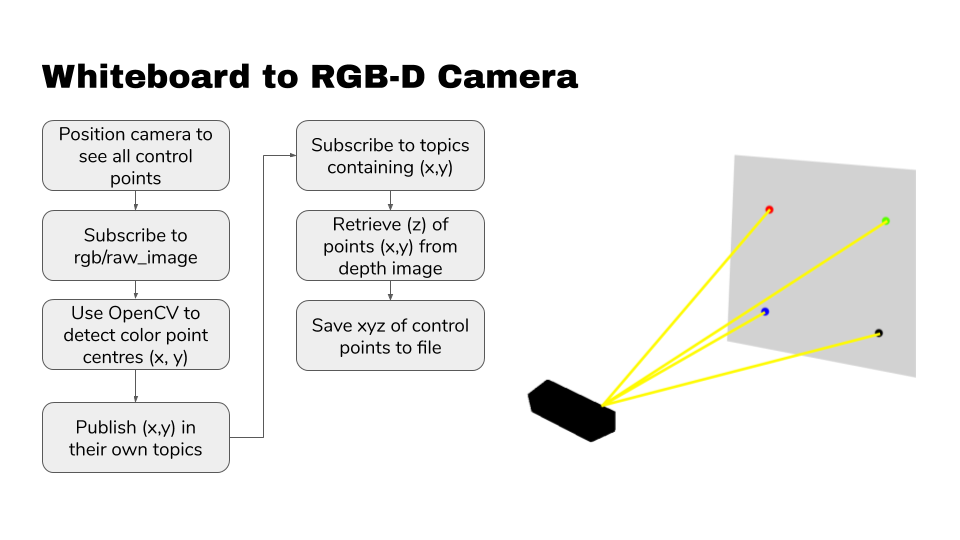 Whiteboard to RGB-D Camera
Position camera to
see all control
points
Subscribe to
rgb/raw_image
Use OpenCV to
detect color point
centres (x, y)
Publish (x,y) in
their own topics
Subscribe to topics
containing (x,y)
Retrieve (z) of
points (x,y) from
depth image
Save xyz of control
points to file